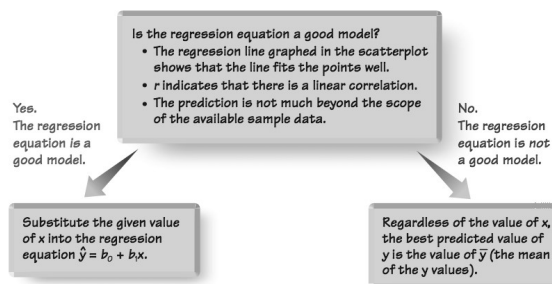 Is the regression equation a good model?
• The regression line graphed in the scatterplot
shows that the line fits the points well.
• r indicates that there is a linear correlation.
• The prediction is not much beyond the scope
of the available sample data.
Yes.
The regression
equation is a
good model.
No.
The regression
equation is not
a good model.
Substitute the given value
of x into the regression
equation ŷ = b₀ + b₁x.
Regardless of the value of x,
the best predicted value of
y is the value of ȳ (the mean
of the y values).